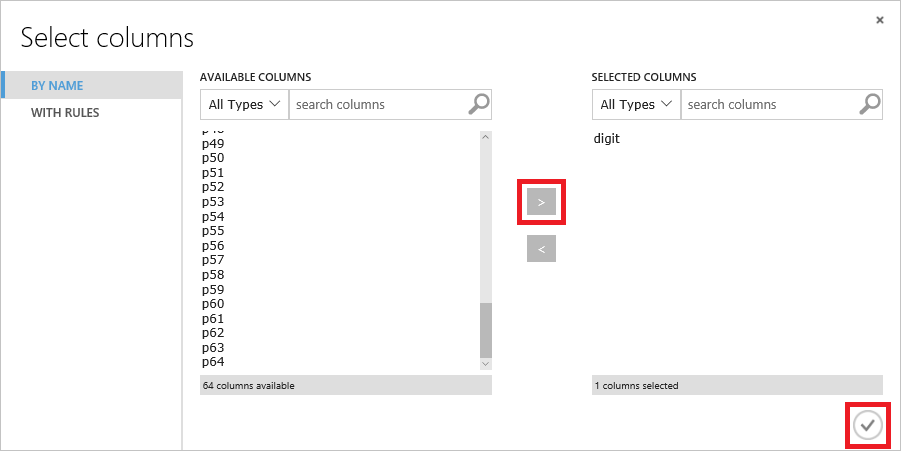 Select columns
BY NAME
WITH RULES
AVAILABLE COLUMNS
All Types
search columns
p49
p50
p51
p52
p53
p54
p55
p56
p57
p58
p59
p60
p61
p62
p63
p64
64 columns available
>
<
SELECTED COLUMNS
All Types
search columns
digit
1 columns selected